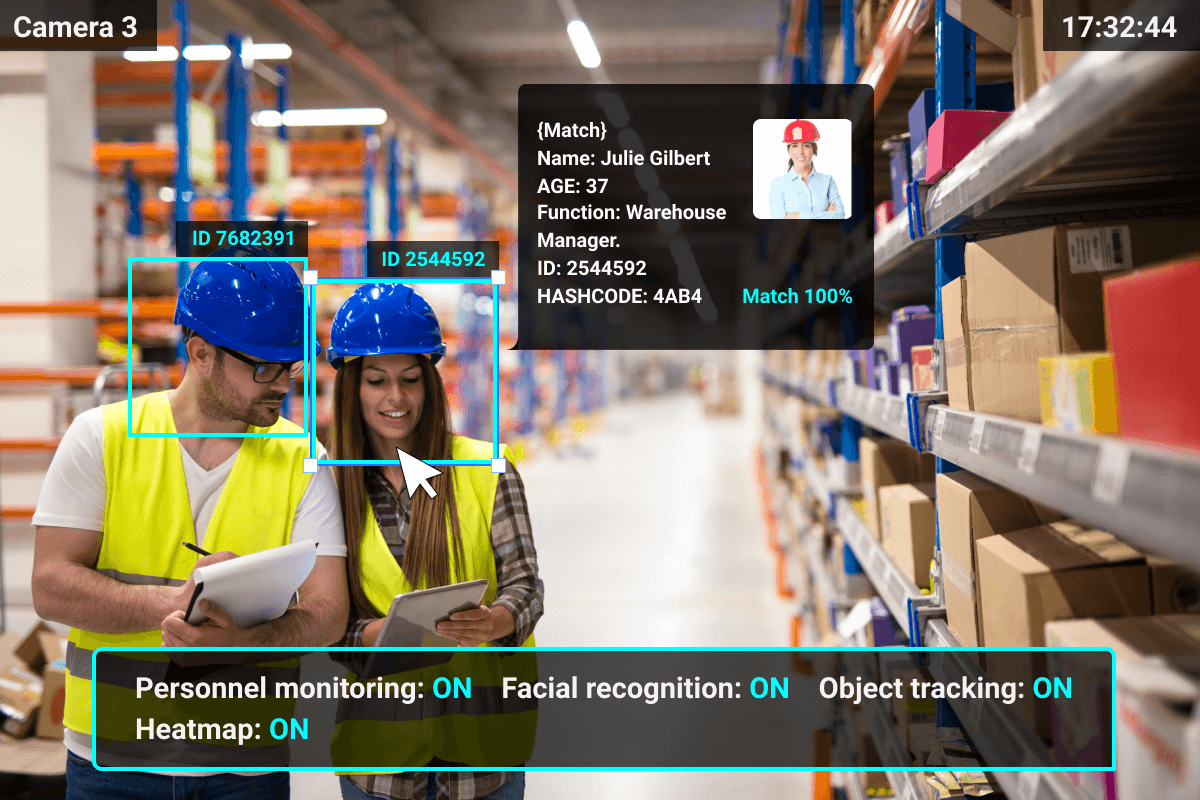 Camera 3
17:32:44
{Match}
Name: Julie Gilbert
AGE: 37
Function: Warehouse
Manager.
ID: 2544592
HASHCODE: 4AB4
Match 100%
ID 7682391
ID 2544592
Personnel monitoring: ON
Facial recognition: ON
Object tracking: ON
Heatmap: ON